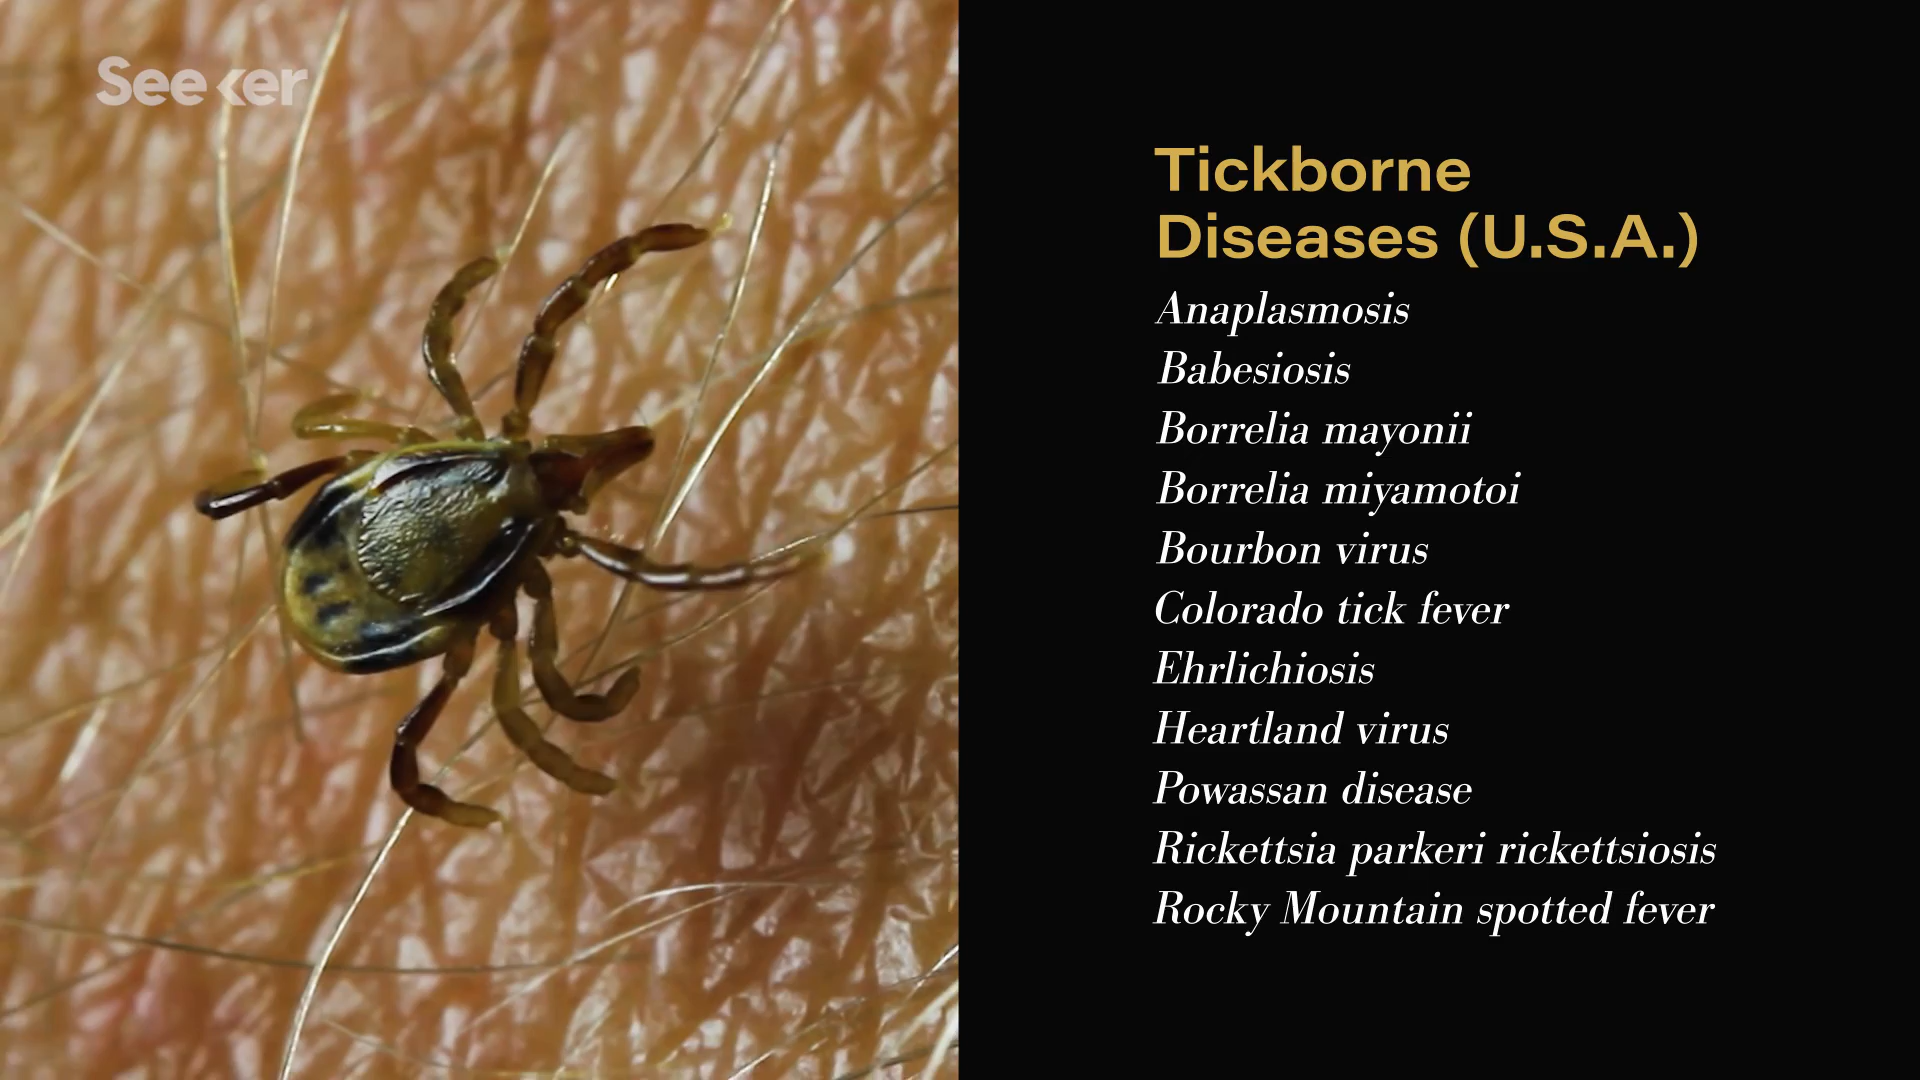 Seeker
Tickborne
Diseases (U.S.A.)
Anaplasmosis
Babesiosis
Borrelia mayonii
Borrelia miyamotoi
Bourbon virus
Colorado tick fever
Ehrlichiosis
Heartland virus
Powassan disease
Rickettsia parkeri rickettsiosis
Rocky Mountain spotted fever